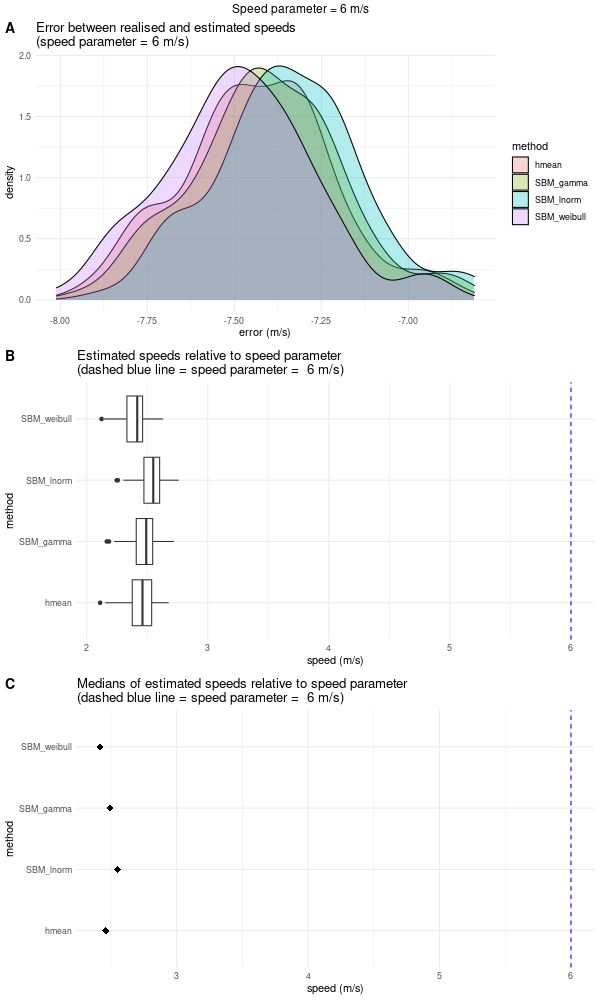 Speed parameter = 6 m/s
A
Error between realised and estimated speeds
(speed parameter = 6 m/s)
density
2.0
1.5
1.0
0.5
0.0
-8.00 -7.75 -7.50 -7.25 -7.00
error (m/s)
method
hmean
SBM_gamma
SBM_lnorm
SBM_weibull
B
Estimated speeds relative to speed parameter
(dashed blue line = speed parameter =  6 m/s)
method
SBM_weibull
SBM_lnorm
SBM_gamma
hmean
2 3 4 5 6
speed (m/s)
C
Medians of estimated speeds relative to speed parameter
(dashed blue line = speed parameter =  6 m/s)
method
SBM_weibull
SBM_gamma
SBM_lnorm
hmean
3 4 5 6
speed (m/s)